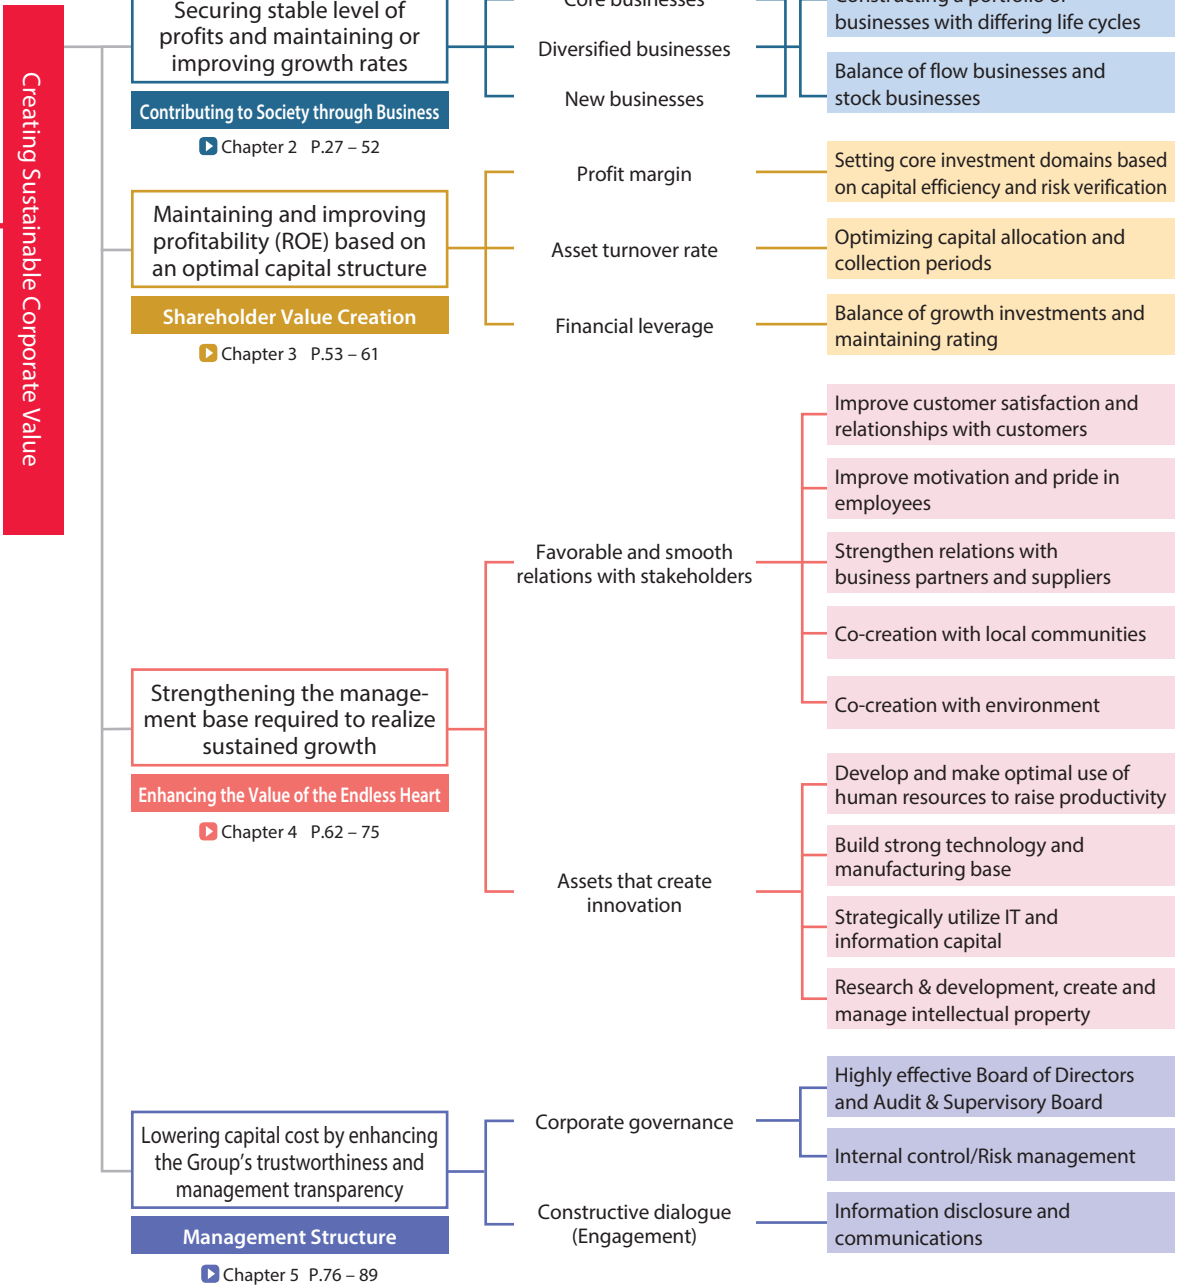 Creating Sustainable Corporate Value
Securing stable level of
profits and maintaining or
improving growth rates
Contributing to Society through Business
Chapter 2 P.27 – 52
Core businesses
Diversified businesses
New businesses
Constructing a portfolio of
businesses with differing life cycles
Balance of flow businesses and
stock businesses
Maintaining and improving
profitability (ROE) based on
an optimal capital structure
Shareholder Value Creation
Chapter 3 P.53 – 61
Profit margin
Asset turnover rate
Financial leverage
Setting core investment domains based
on capital efficiency and risk verification
Optimizing capital allocation and
collection periods
Balance of growth investments and
maintaining rating
Strengthening the manage-
ment base required to realize
sustained growth
Enhancing the Value of the Endless Heart
Chapter 4 P.62 – 75
Favorable and smooth
relations with stakeholders
Improve customer satisfaction and
relationships with customers
Improve motivation and pride in
employees
Strengthen relations with
business partners and suppliers
Co-creation with local communities
Co-creation with environment
Assets that create
innovation
Develop and make optimal use of
human resources to raise productivity
Build strong technology and
manufacturing base
Strategically utilize IT and
information capital
Research & development, create and
manage intellectual property
Lowering capital cost by enhancing
the Group's trustworthiness and
management transparency
Management Structure
Chapter 5 P.76 – 89
Corporate governance
Highly effective Board of Directors
and Audit & Supervisory Board
Internal control/Risk management
Constructive dialogue
(Engagement)
Information disclosure and
communications